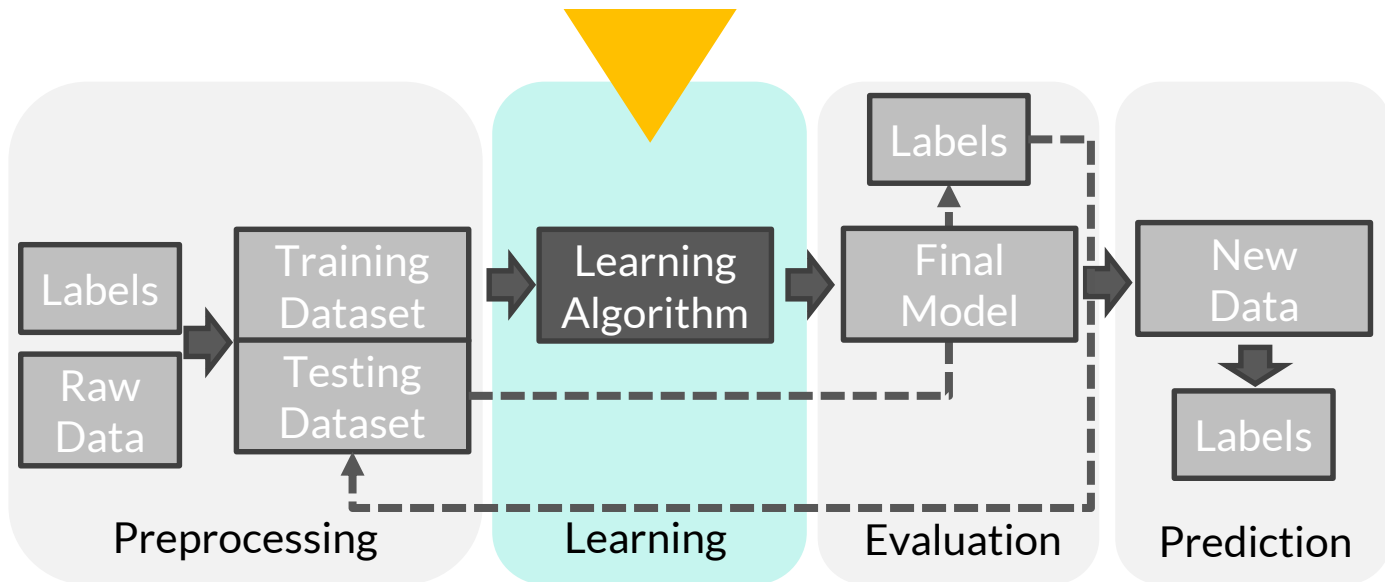 Labels
Raw
Data
Training
Dataset
Testing
Dataset
Preprocessing
Learning
Algorithm
Learning
Labels
Final
Model
Evaluation
New
Data
Labels
Prediction